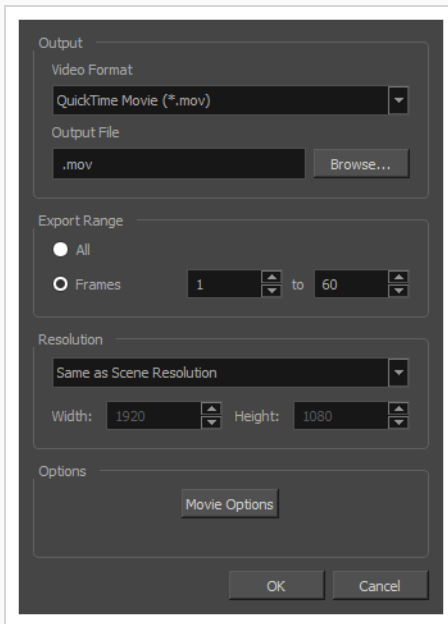 Output
Video Format
QuickTime Movie (*.mov)
Output File
.mov Browse...
Export Range
All
Frames 1 to 60
Resolution
Same as Scene Resolution
Width: 1920 Height: 1080
Options
Movie Options
OK Cancel